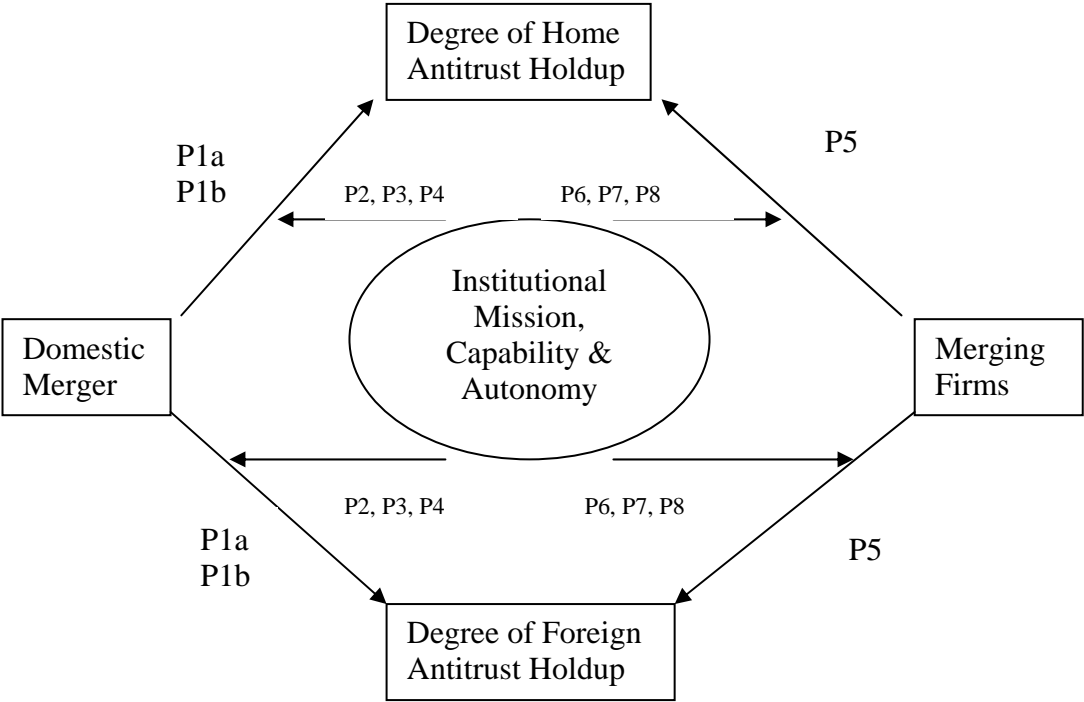 Degree of Home
Antitrust Holdup
P1a
P1b
P5
P2, P3, P4
P6, P7, P8
Institutional
Mission,
Capability &
Autonomy
Domestic
Merger
Merging
Firms
P2, P3, P4
P6, P7, P8
P1a
P1b
P5
Degree of Foreign
Antitrust Holdup